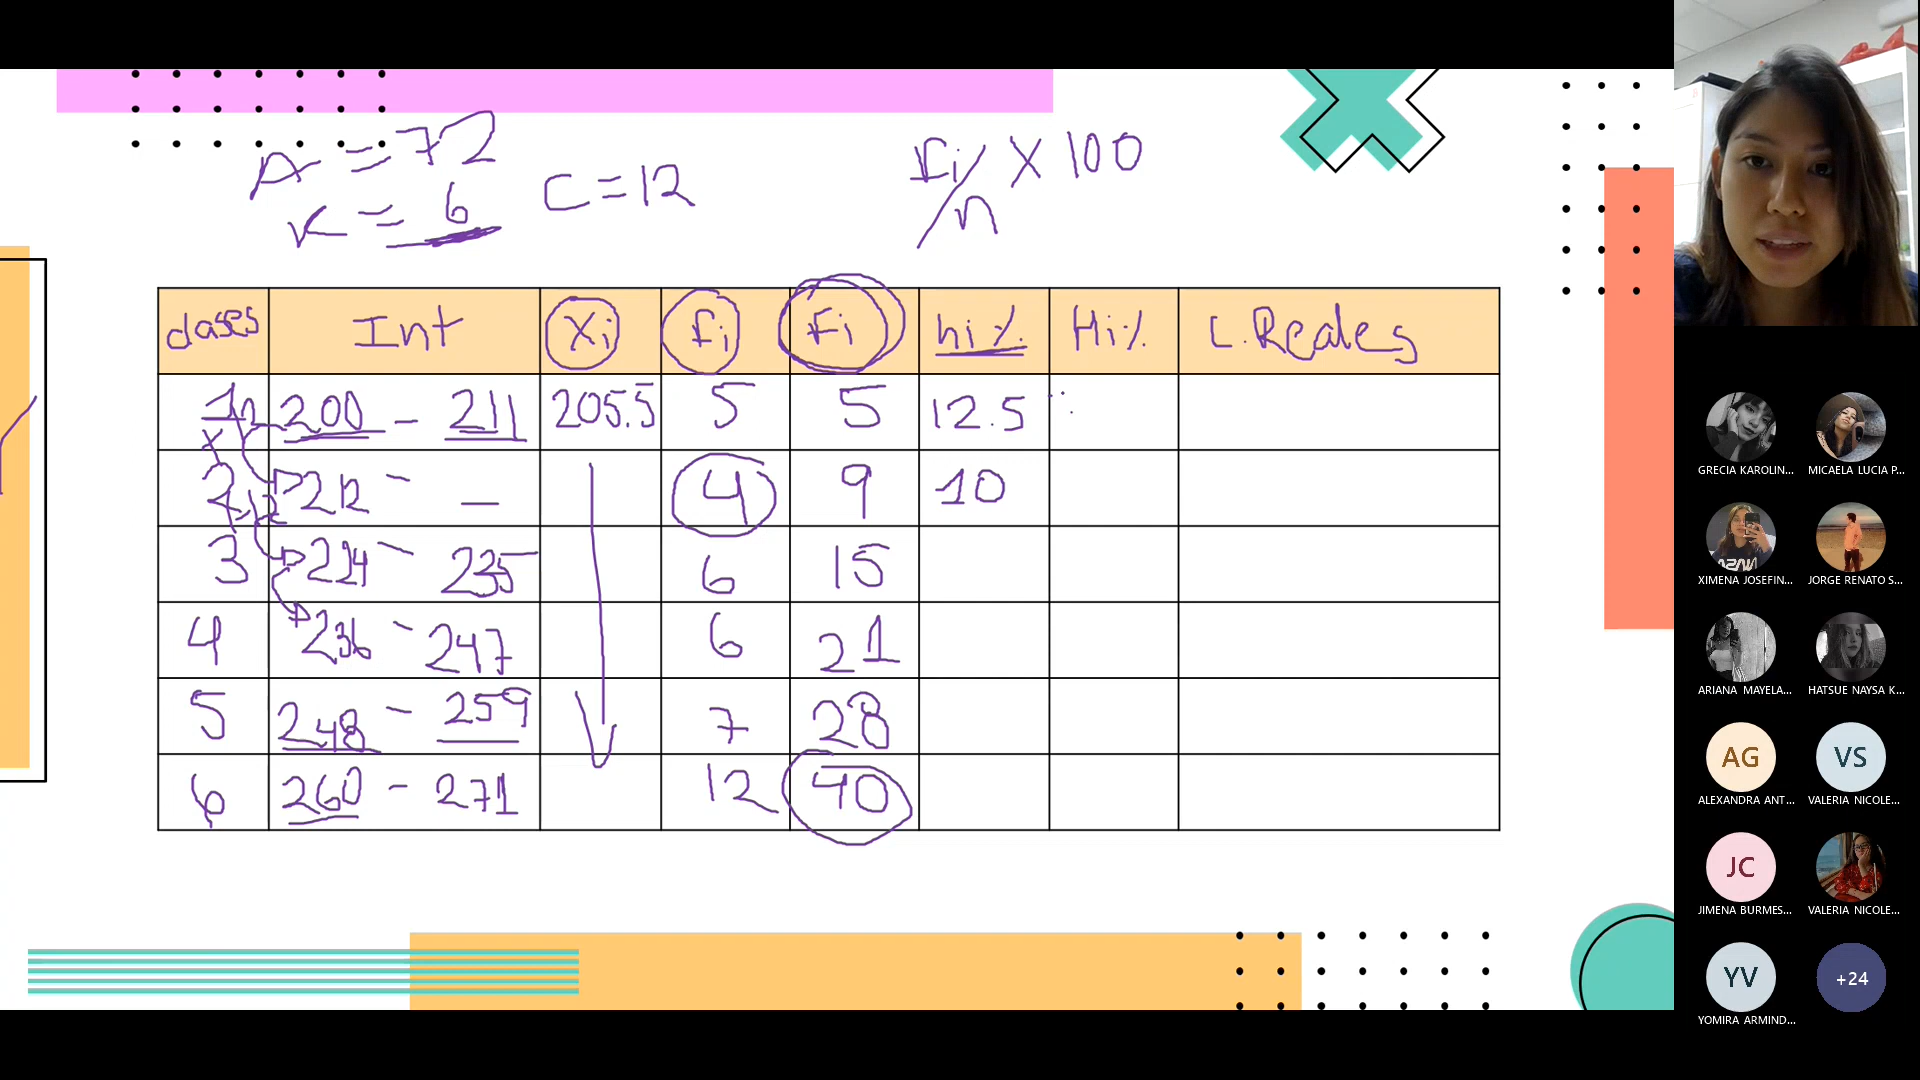 A = 72
K = 6
C = 12
fi/n X 100
clases Int Xi fi Fi hi% Hi% L.Reales
1 200 - 211 205.5 5 5 12.5
2 212 - _ 4 9 10
3 224 - 235 6 15
4 236 - 247 6 21
5 248 - 259 7 28
6 260 - 271 12 40
GRECIA KAROLIN... MICAELA LUCIA P...
XIMENA JOSEFIN... JORGE RENATO S...
ARIANA MAYELA... HATSUE NAYSA K...
AG VS
ALEXANDRA ANT... VALERIA NICOLE...
JC
JIMENA BURMES... VALERIA NICOLE...
YV +24
YOMIRA ARMIND...